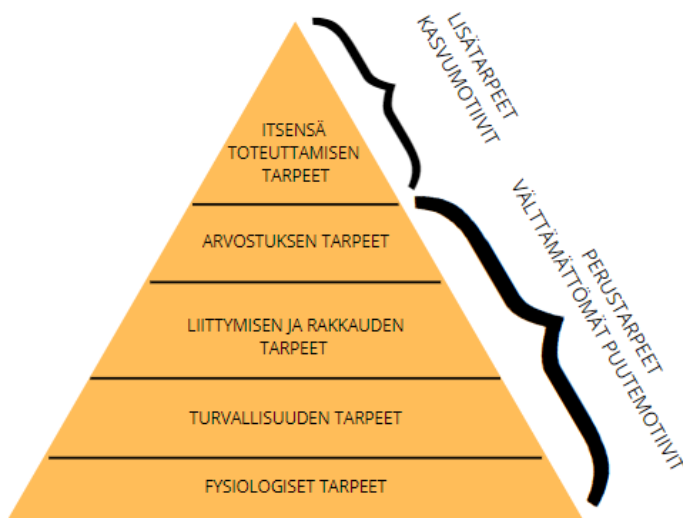 LISÄTARPEET
KASVUMOTIIVIT
ITSENSÄ
TOTEUTTAMISEN
TARPEET
ARVOSTUKSEN TARPEET
PERUSTARPEET
VÄLTTÄMÄTTÖMÄT PUUTEMOTIIVIT
LIITTYMISEN JA RAKKAUDEN
TARPEET
TURVALLISUUDEN TARPEET
FYSIOLOGISET TARPEET